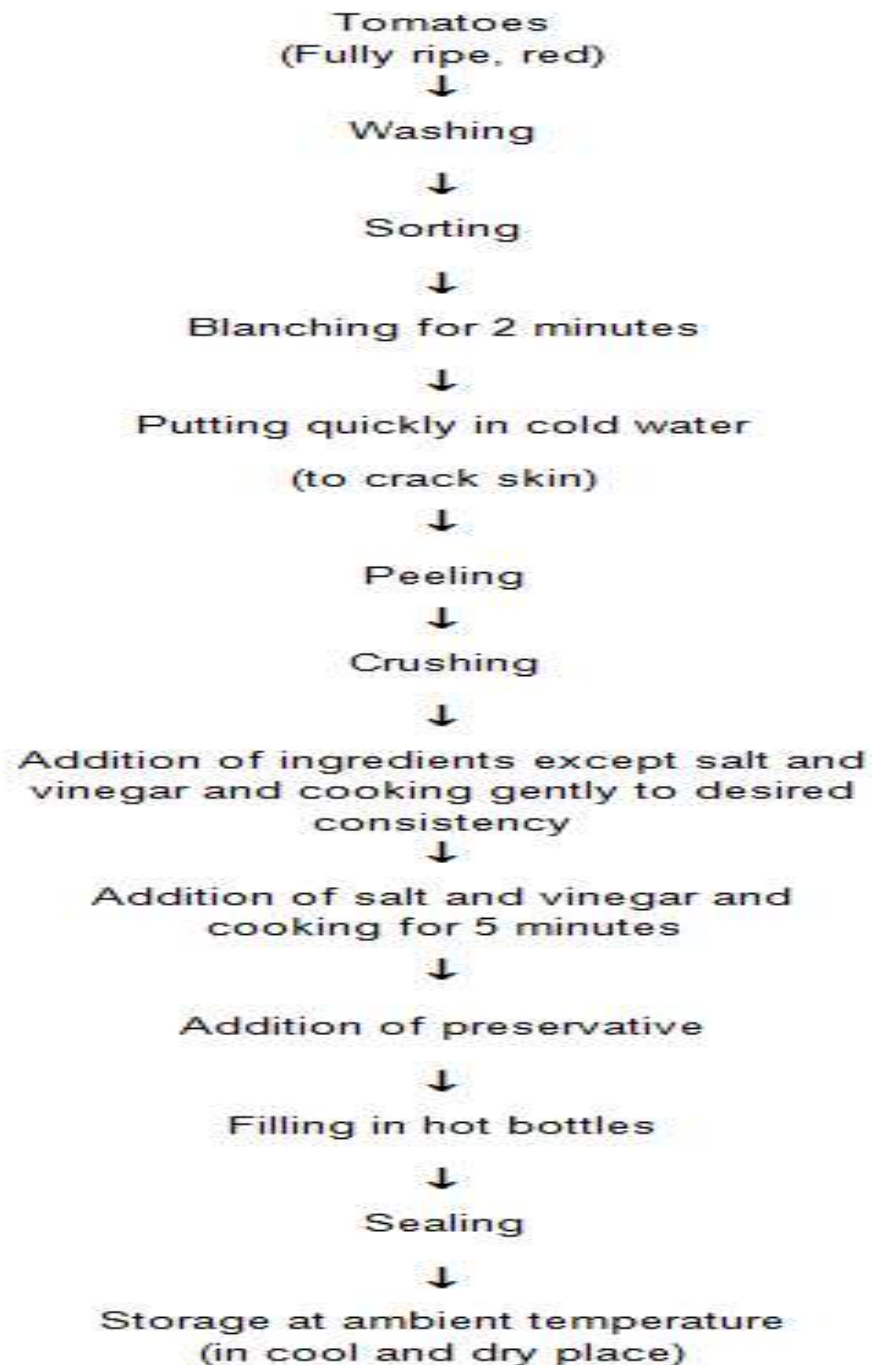 Tomatoes
(Fully ripe, red)
↓
Washing
↓
Sorting
↓
Blanching for 2 minutes
↓
Putting quickly in cold water
(to crack skin)
↓
Peeling
↓
Crushing
↓
Addition of ingredients except salt and
vinegar and cooking gently to desired
consistency
↓
Addition of salt and vinegar and
cooking for 5 minutes
↓
Addition of preservative
↓
Filling in hot bottles
↓
Sealing
↓
Storage at ambient temperature
(in cool and dry place)